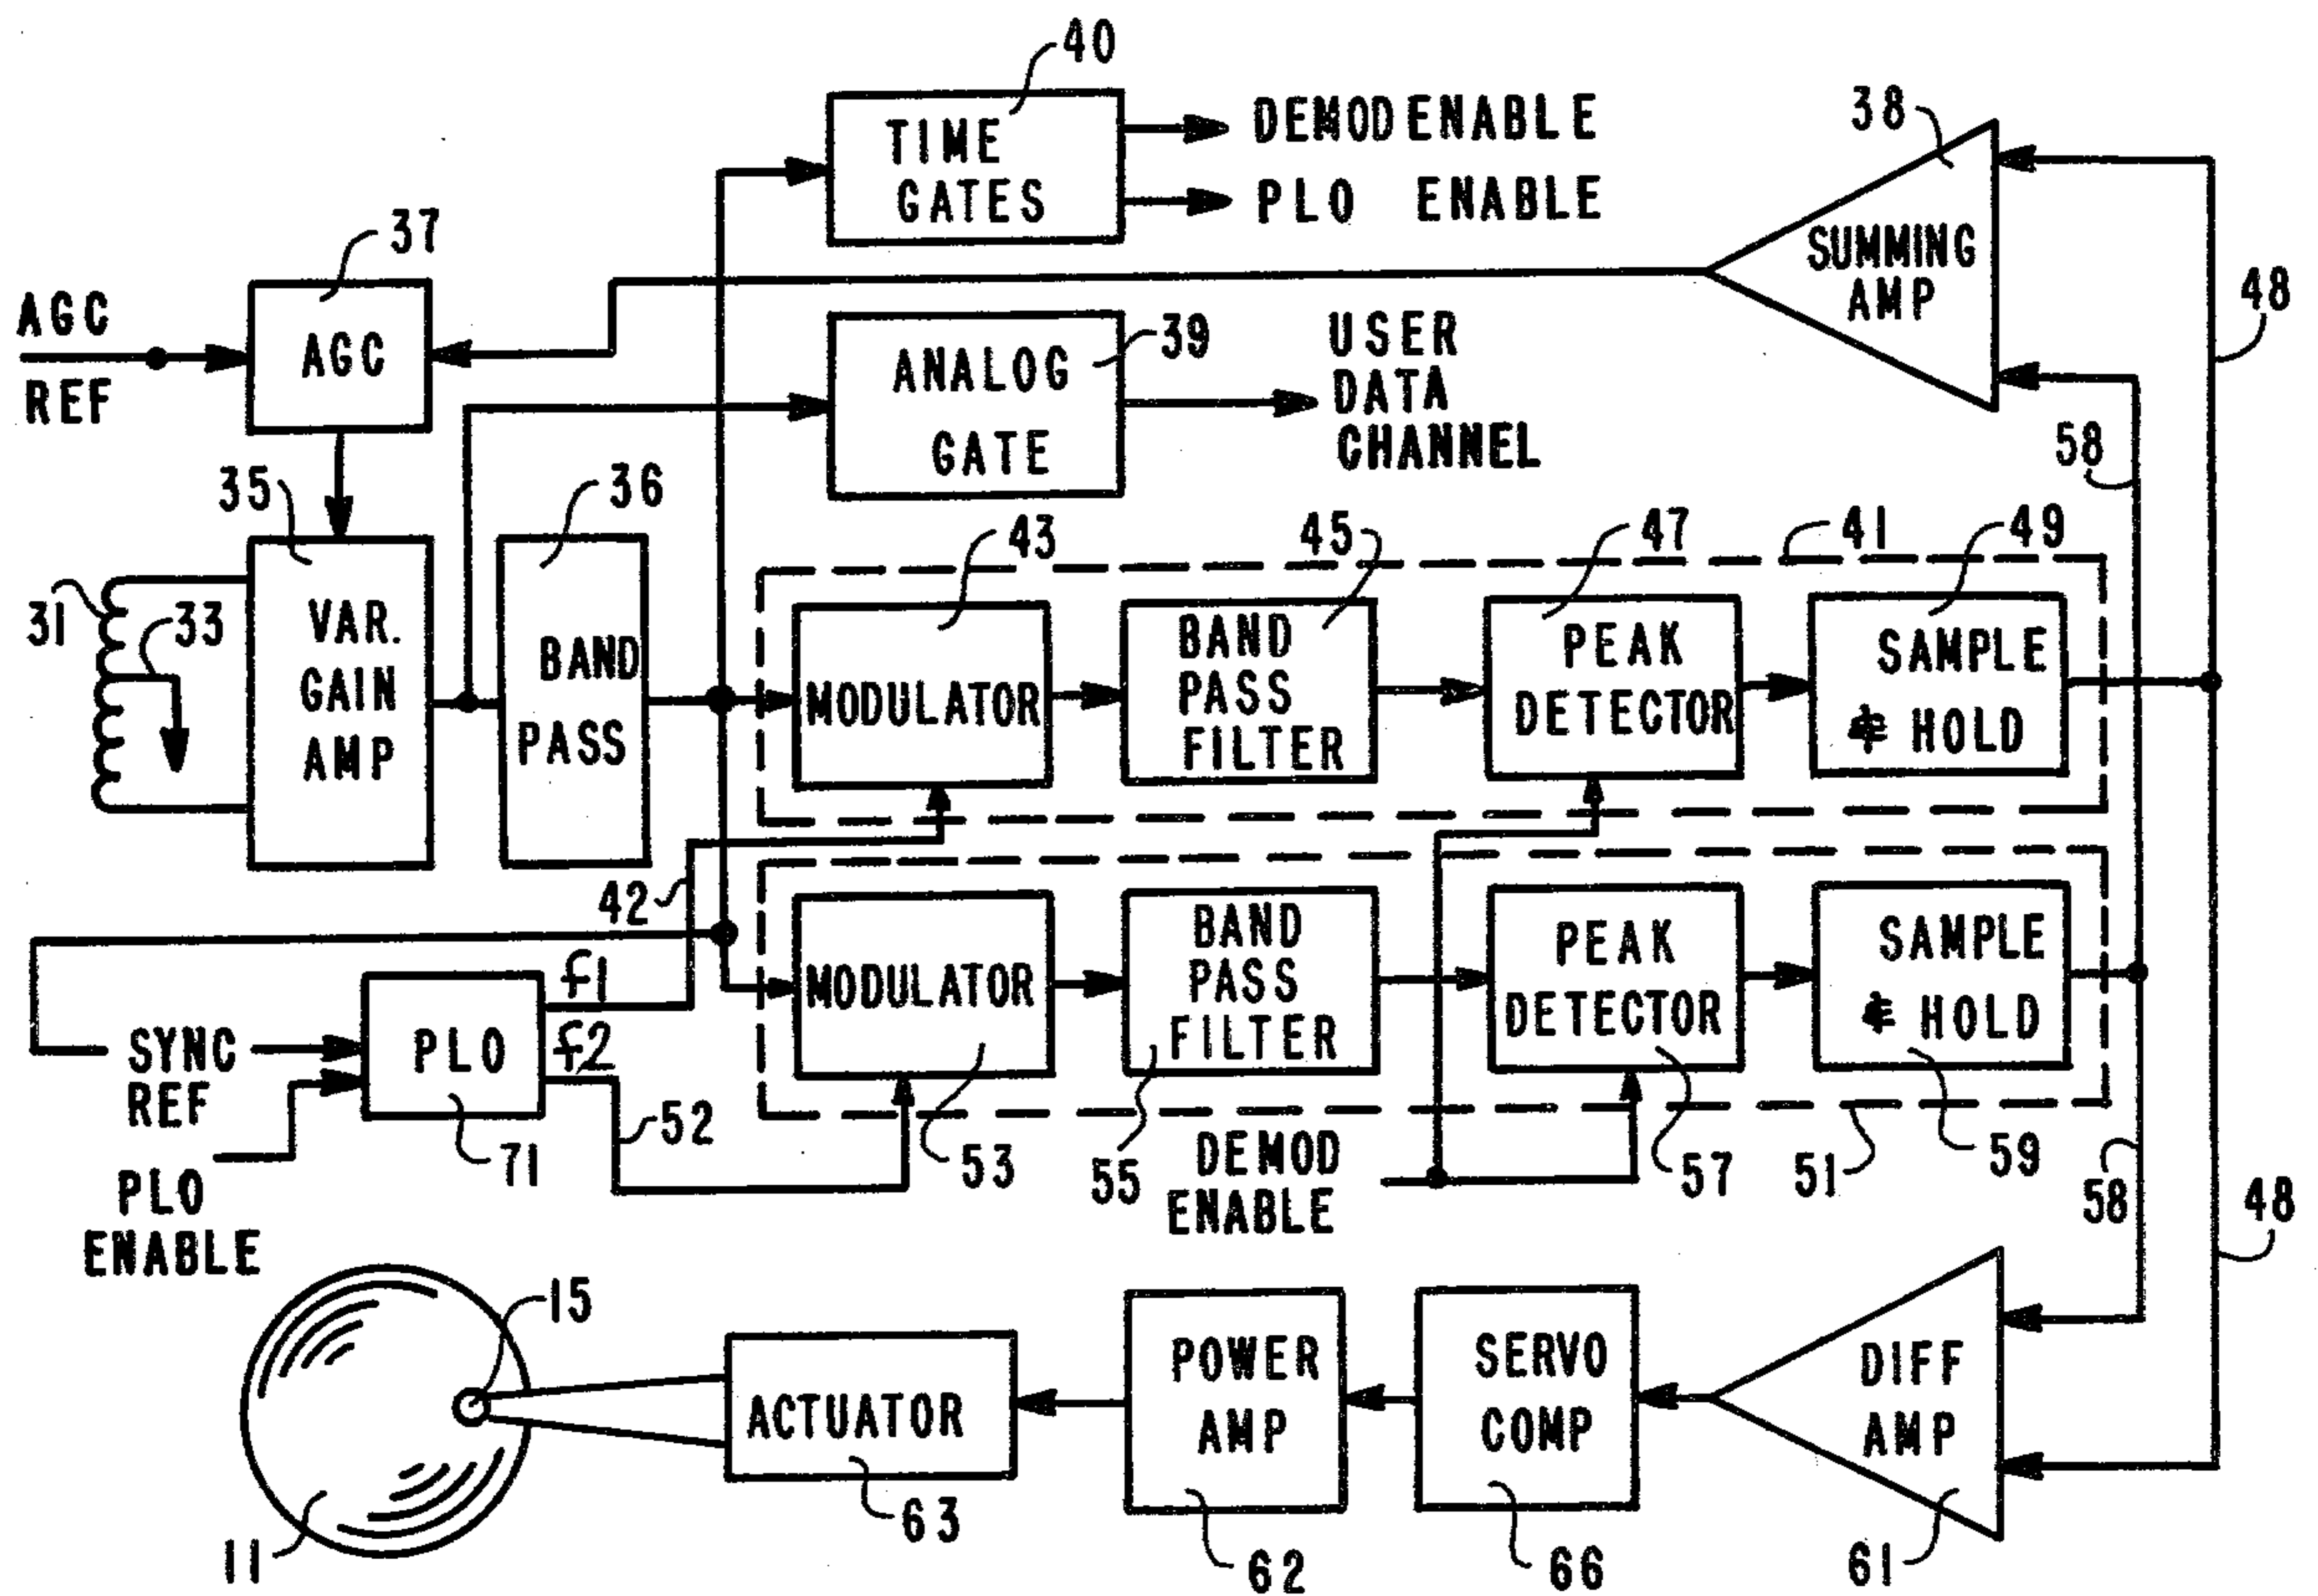 40
TIME
GATES
DEMOD ENABLE
PLO ENABLE
38
SUMMING
AMP
37
AGC
REF
AGC
48
39
ANALOG
GATE
USER
DATA
CHANNEL
58
35
36
31
33
VAR.
GAIN
AMP
BAND
PASS
43
45
47
41
49
MODULATOR
BAND
PASS
FILTER
PEAK
DETECTOR
SAMPLE
& HOLD
42
f1
f2
SYNC
REF
PLO
71
PLO
ENABLE
52
MODULATOR
53
BAND
PASS
FILTER
55
PEAK
DETECTOR
57
SAMPLE
& HOLD
59
51
58
48
DEMOD
ENABLE
15
11
ACTUATOR
63
POWER
AMP
62
SERVO
COMP
66
DIFF
AMP
61